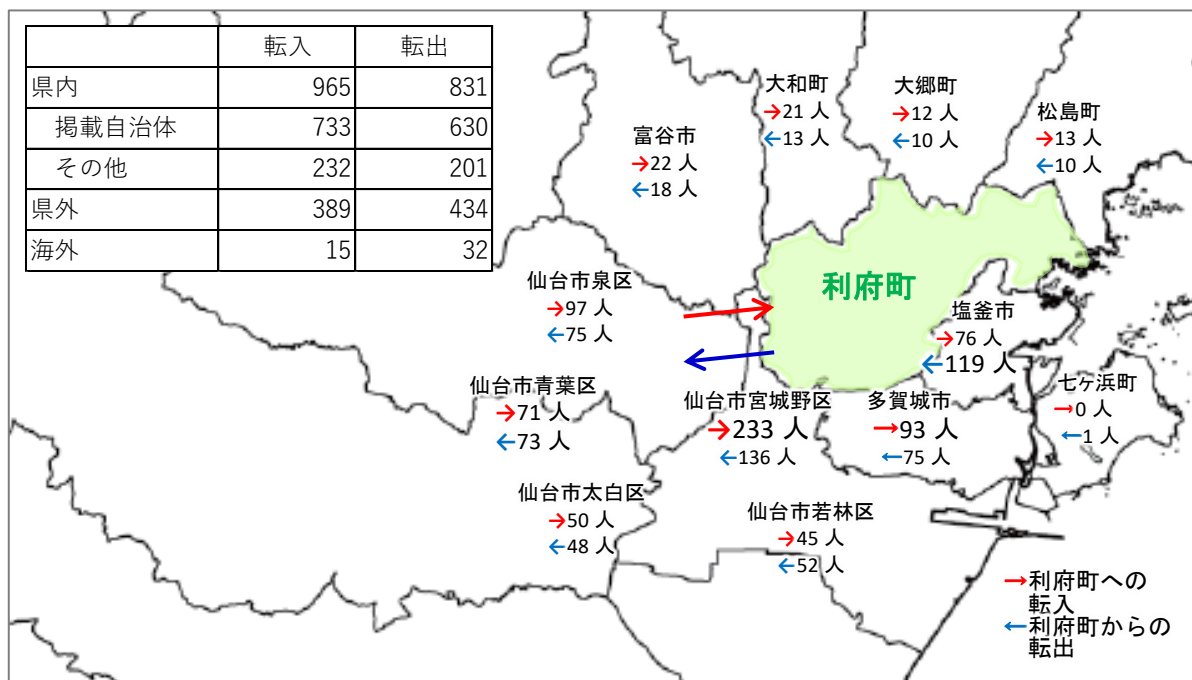 転入 転出
県内 965 831
掲載自治体 733 630
その他 232 201
県外 389 434
海外 15 32
大和町
→21 人
←13 人
大郷町
→12 人
←10 人
松島町
→13 人
←10 人
富谷市
→22 人
←18 人
利府町
仙台市泉区
→97 人
←75 人
塩釜市
→76 人
←119 人
七ヶ浜町
→0 人
←1 人
仙台市青葉区
→71 人
←73 人
仙台市宮城野区
→233 人
←136 人
多賀城市
→93 人
←75 人
仙台市太白区
→50 人
←48 人
仙台市若林区
→45 人
←52 人
→利府町への
転入
←利府町からの
転出